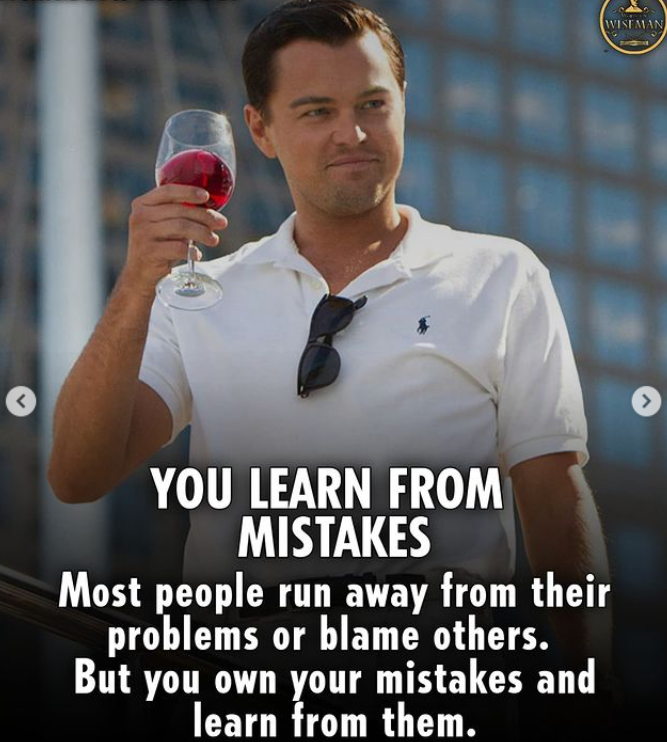 WISEMAN
YOU LEARN FROM
MISTAKES
Most people run away from their
problems or blame others.
But you own your mistakes and
learn from them.